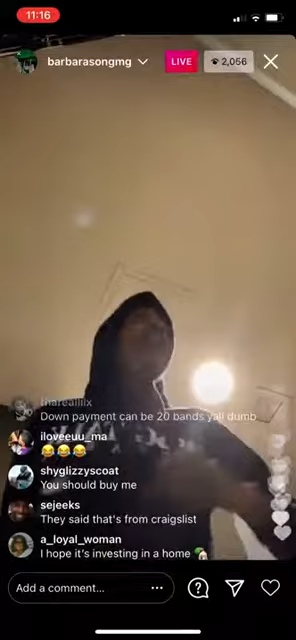 11:16
barbarasongmg
LIVE
2,056
Down payment can be 20 bands yall dumb
iloveeuu_ma
😂😂😂
shyglizzyscoat
You should buy me
sejeeks
They said that's from craigslist
a_loyal_woman
I hope it's investing in a home 🏡
Add a comment...